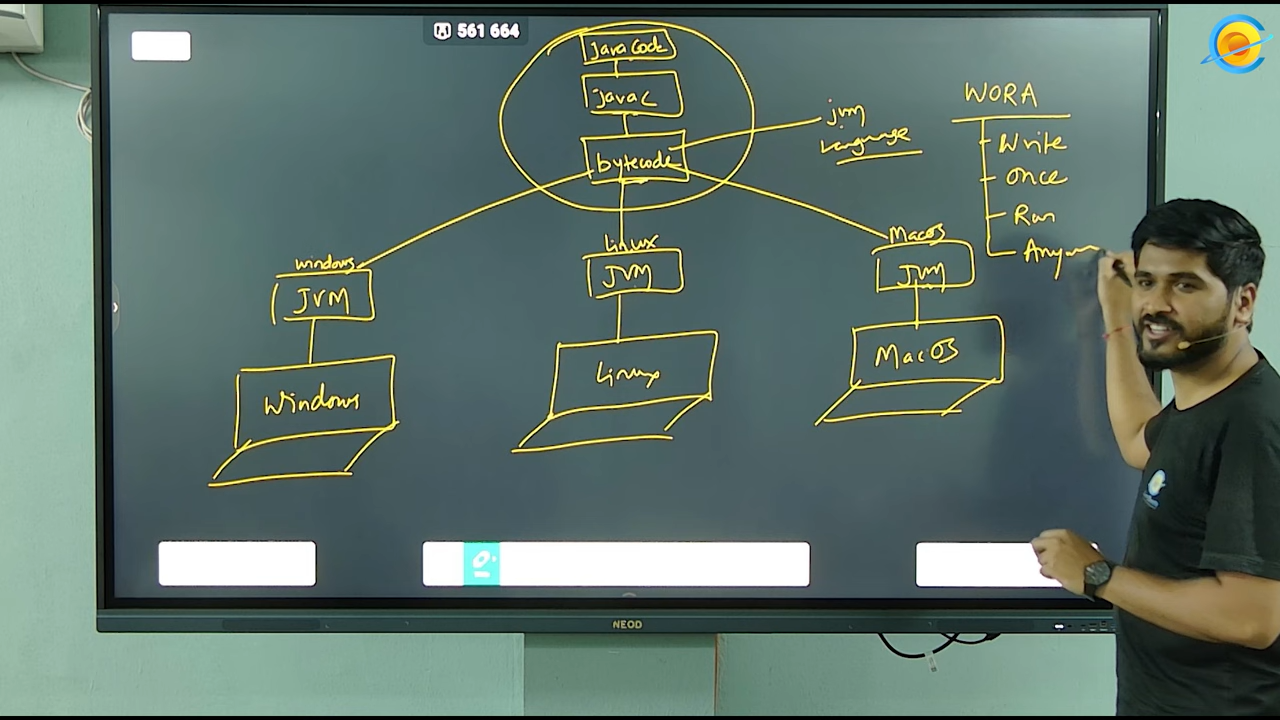 561 664
java code
javac
bytecode
jvm
Language
WORA
Write
Once
Run
Anyw
windows
JVM
Windows
Linux
JVM
Linux
MacOS
JVM
MacOS
NEOD